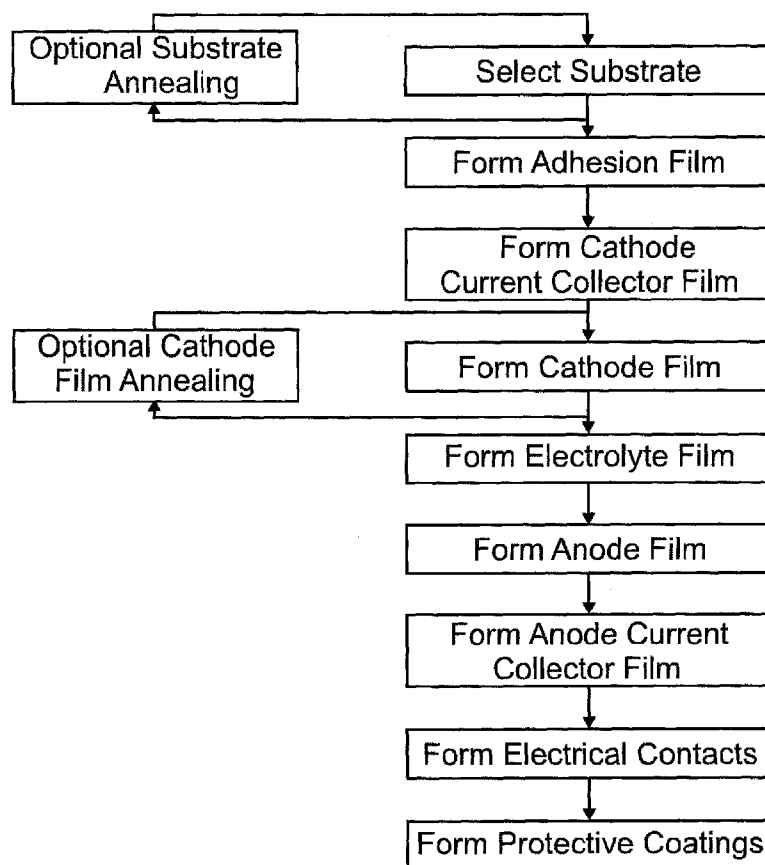 Optional Substrate
Annealing
Select Substrate
Form Adhesion Film
Form Cathode
Current Collector Film
Optional Cathode
Film Annealing
Form Cathode Film
Form Electrolyte Film
Form Anode Film
Form Anode Current
Collector Film
Form Electrical Contacts
Form Protective Coatings